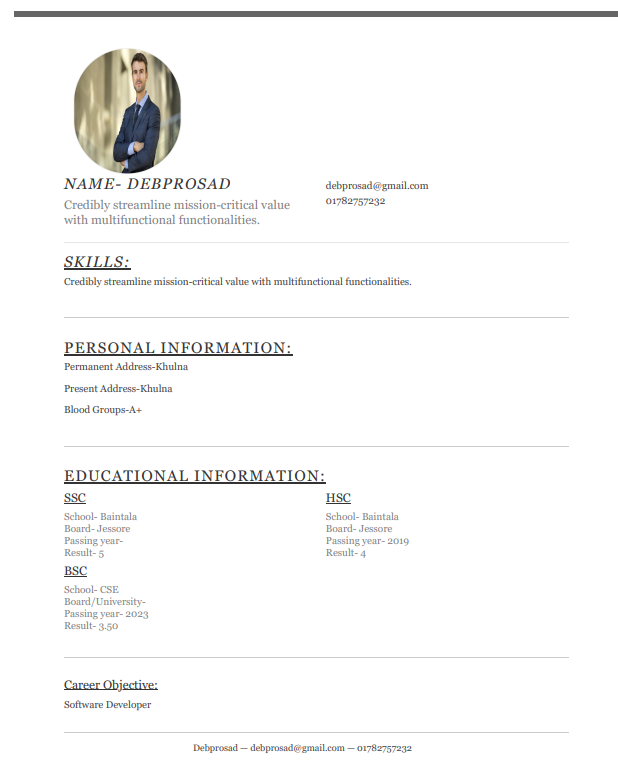 NAME- DEBPROSAD
Credibly streamline mission-critical value
with multifunctional functionalities.
debprosad@gmail.com
01782757232
SKILLS:
Credibly streamline mission-critical value with multifunctional functionalities.
PERSONAL INFORMATION:
Permanent Address-Khulna
Present Address-Khulna
Blood Groups-A+
EDUCATIONAL INFORMATION:
SSC
School- Baintala
Board- Jessore
Passing year-
Result- 5
HSC
School- Baintala
Board- Jessore
Passing year- 2019
Result- 4
BSC
School- CSE
Board/University-
Passing year- 2023
Result- 3.50
Career Objective:
Software Developer
Debprosad — debprosad@gmail.com — 01782757232